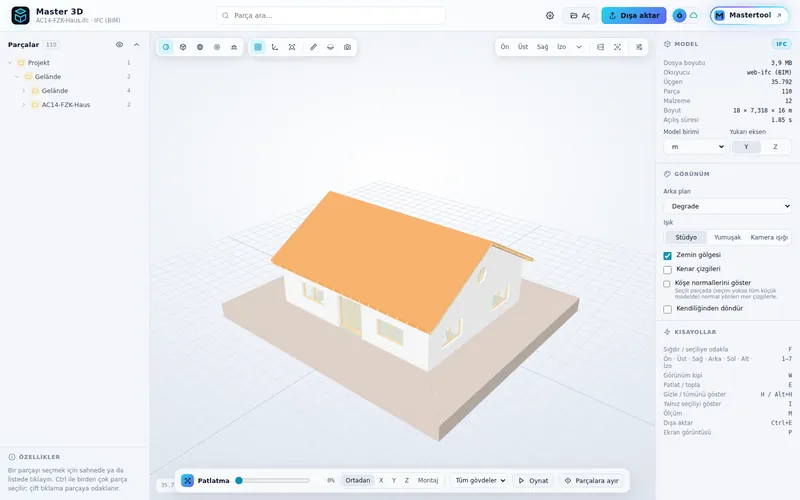 Master 3D
AC14-FZK-Haus.ifc · IFC (BIM)
Parça ara...
Aç
Dışa aktar
Mastertool ↗
Parçalar 110
Projekt 1
Gelände 2
Gelände 4
AC14-FZK-Haus 2
ÖZELLİKLER
Bir parçayı seçmek için sahnede ya da
listede tıklayın. Ctrl ile birden çok parça
seçilir; çift tıklama parçaya odaklanır.
Ön Üst Sağ İzo
35.7
Patlatma
0% Ortadan X Y Z Montaj
Tüm gövdeler
Oynat
Parçalara ayır
MODEL IFC
Dosya boyutu 3,9 MB
Okuyucu web-ifc (BIM)
Üçgen 35.792
Parça 110
Malzeme 12
Boyut 18 × 7,318 × 16 m
Açılış süresi 1.85 s
Model birimi Yukarı eksen
m Y Z
GÖRÜNÜM
Arka plan
Degrade
Işık
Stüdyo Yumuşak Kamera ışığı
Zemin gölgesi
Kenar çizgileri
Köşe normallerini göster
Seçili parçada (seçim yoksa tüm küçük
modelde) normal yönleri mor çizgilerle.
Kendiliğinden döndür
KISAYOLLAR
Sığdır / seçiliye odakla F
Ön · Üst · Sağ · Arka · Sol · Alt · 1–7
İzo
Görünüm kipi W
Patlat / topla E
Gizle / tümünü göster H / Alt+H
Yalnız seçiliyi göster I
Ölçüm M
Dışa aktar Ctrl+E
Ekran görüntüsü P